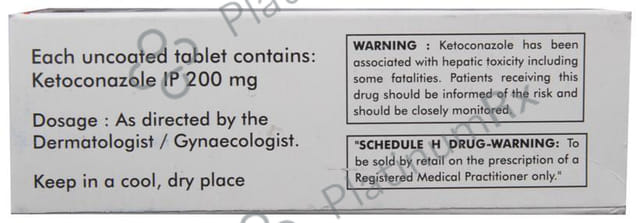 Each uncoated tablet contains:
Ketoconazole IP 200 mg
Dosage : As directed by the
Dermatologist / Gynaecologist.
Keep in a cool, dry place
WARNING : Ketoconazole has been
associated with hepatic toxicity including
some fatalities. Patients receiving this
drug should be informed of the risk and
should be closely monitored.
"SCHEDULE H DRUG-WARNING: To
be sold by retail on the prescription of a
Registered Medical Practitioner only."
PlatinumRx